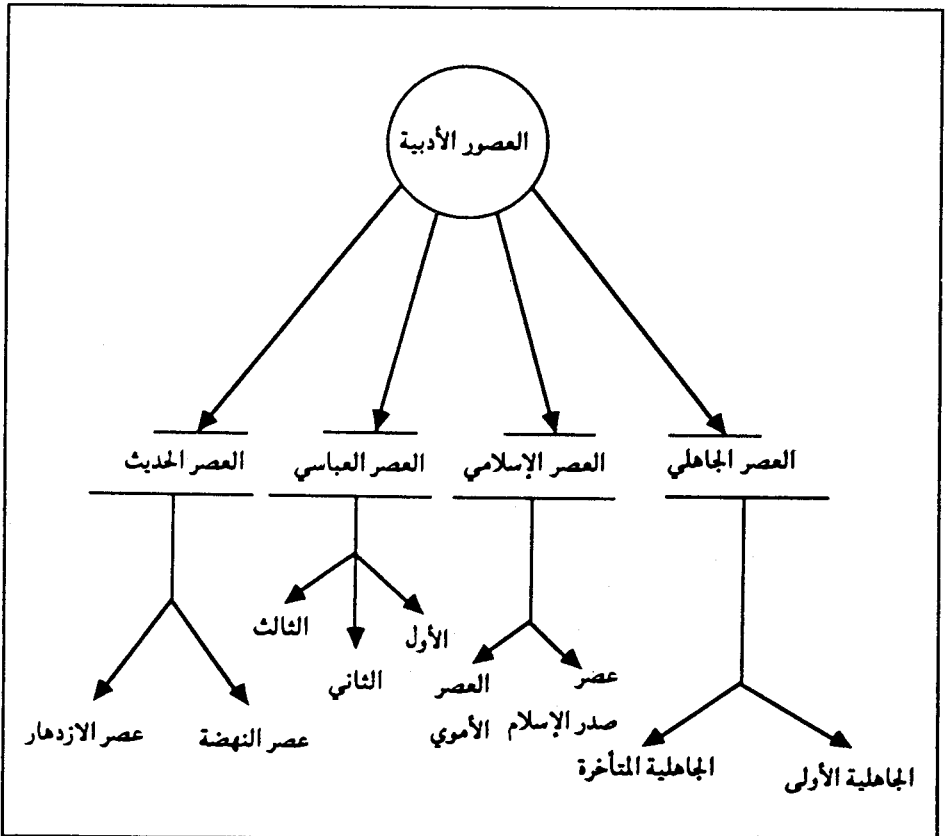 العصور الأدبية
العصر الجاهلي
العصر الإسلامي
العصر العباسي
العصر الحديث
الجاهلية الأولى
الجاهلية المتأخرة
عصر
صدر الإسلام
العصر
الأموي
الأول
الثاني
الثالث
عصر النهضة
عصر الازدهار